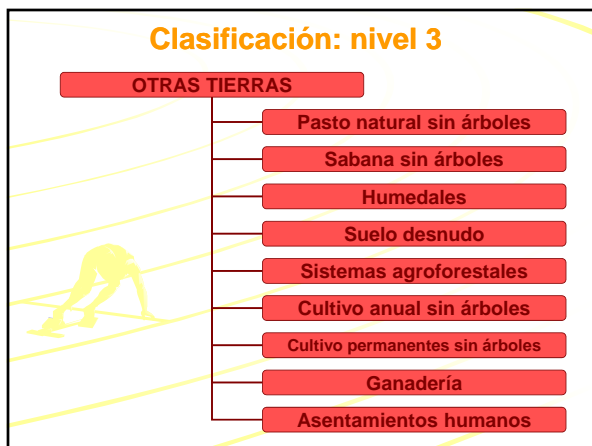 Clasificación: nivel 3
OTRAS TIERRAS
Pasto natural sin árboles
Sabana sin árboles
Humedales
Suelo desnudo
Sistemas agroforestales
Cultivo anual sin árboles
Cultivo permanentes sin árboles
Ganadería
Asentamientos humanos